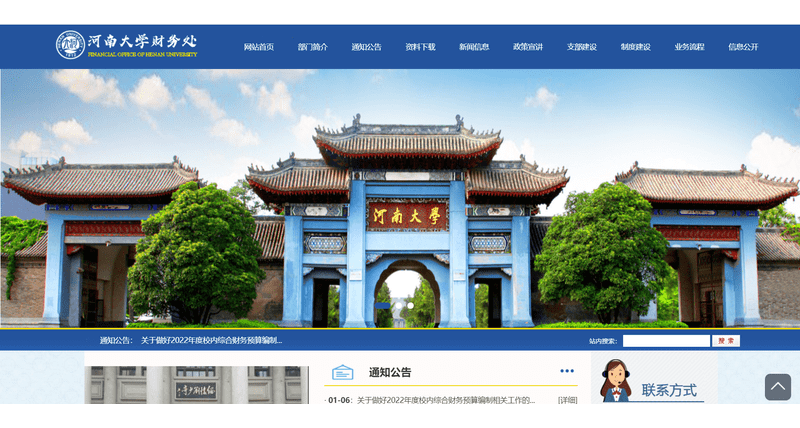 河南大学财务处
FINANCIAL OFFICE OF HENAN UNIVERSITY
网站首页 部门简介 通知公告 资料下载 新闻信息 政策宣讲 支部建设 制度建设 业务流程 信息公开
河南大學
通知公告： 关于做好2022年度校内综合财务预算编制...
站内搜索： 搜 索
通知公告
· 01-06：关于做好2022年度校内综合财务预算编制相关工作的... [详细]
联系方式